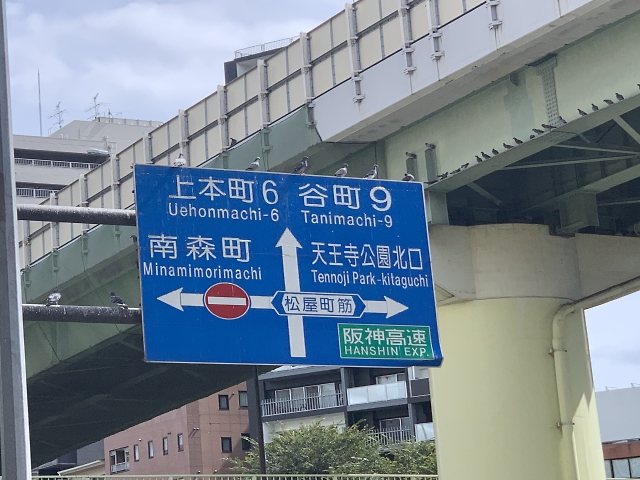 上本町6 谷町9
Uehonmachi-6 Tanimachi-9
南森町
Minamimorimachi
天王寺公園北口
Tennoji Park-kitaguchi
松屋町筋
阪神高速
HANSHIN EXP.